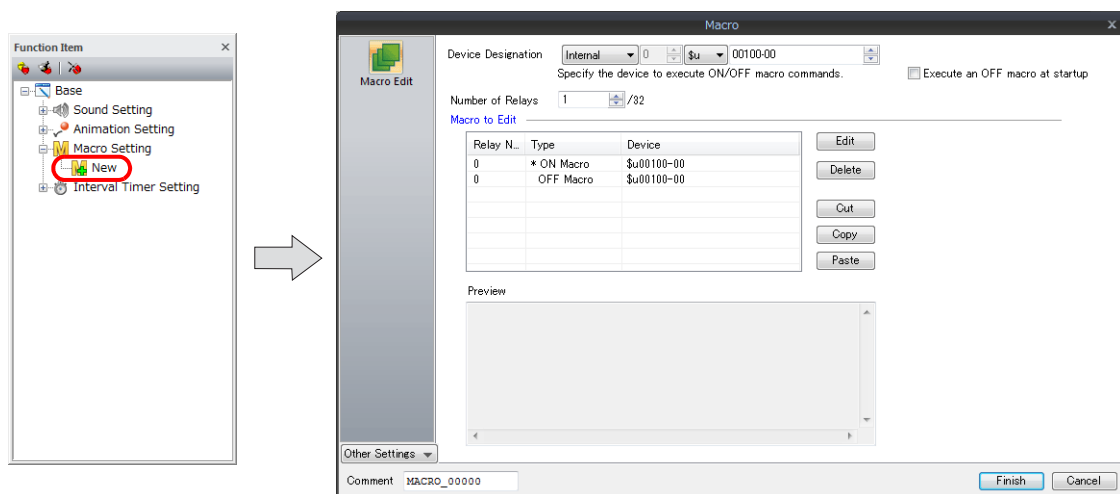 Function Item
Base
Sound Setting
Animation Setting
Macro Setting
New
Interval Timer Setting
Macro
Macro Edit
Device Designation Internal 0 $u 00100-00
Specify the device to execute ON/OFF macro commands.
Execute an OFF macro at startup
Number of Relays 1 /32
Macro to Edit
Relay N... Type Device
0 * ON Macro $u00100-00
0 OFF Macro $u00100-00
Edit
Delete
Cut
Copy
Paste
Preview
Other Settings
Comment MACRO_00000
Finish Cancel